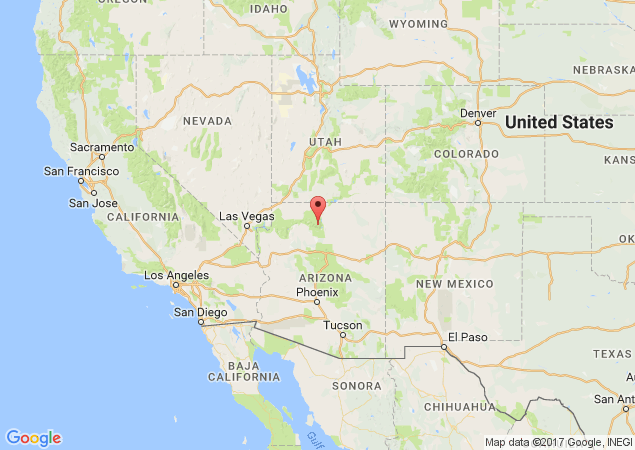 IDAHO
WYOMING
NEBRASKA
NEVADA
Denver
United States
UTAH
Sacramento
COLORADO
KANS
San Francisco
San Jose
CALIFORNIA
Las Vegas
OK
Los Angeles
ARIZONA
NEW MEXICO
Phoenix
San Diego
Tucson
El Paso
TEXAS
BAJA
CALIFORNIA
SONORA
Au
CHIHUAHUA
San Ant
Gulf
Google
Map data ©2017 Google, INEGI